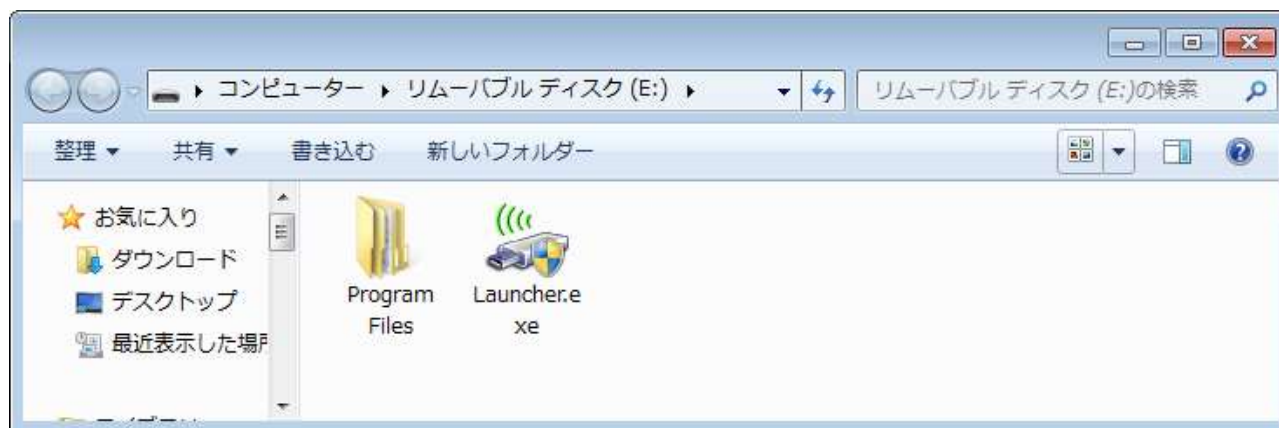 コンピューター ▸ リムーバブル ディスク (E:) ▸
リムーバブル ディスク (E:)の検索
整理 ▼ 共有 ▼ 書き込む 新しいフォルダー
お気に入り
ダウンロード
デスクトップ
最近表示した場所
Program
Files
Launcher.e
xe